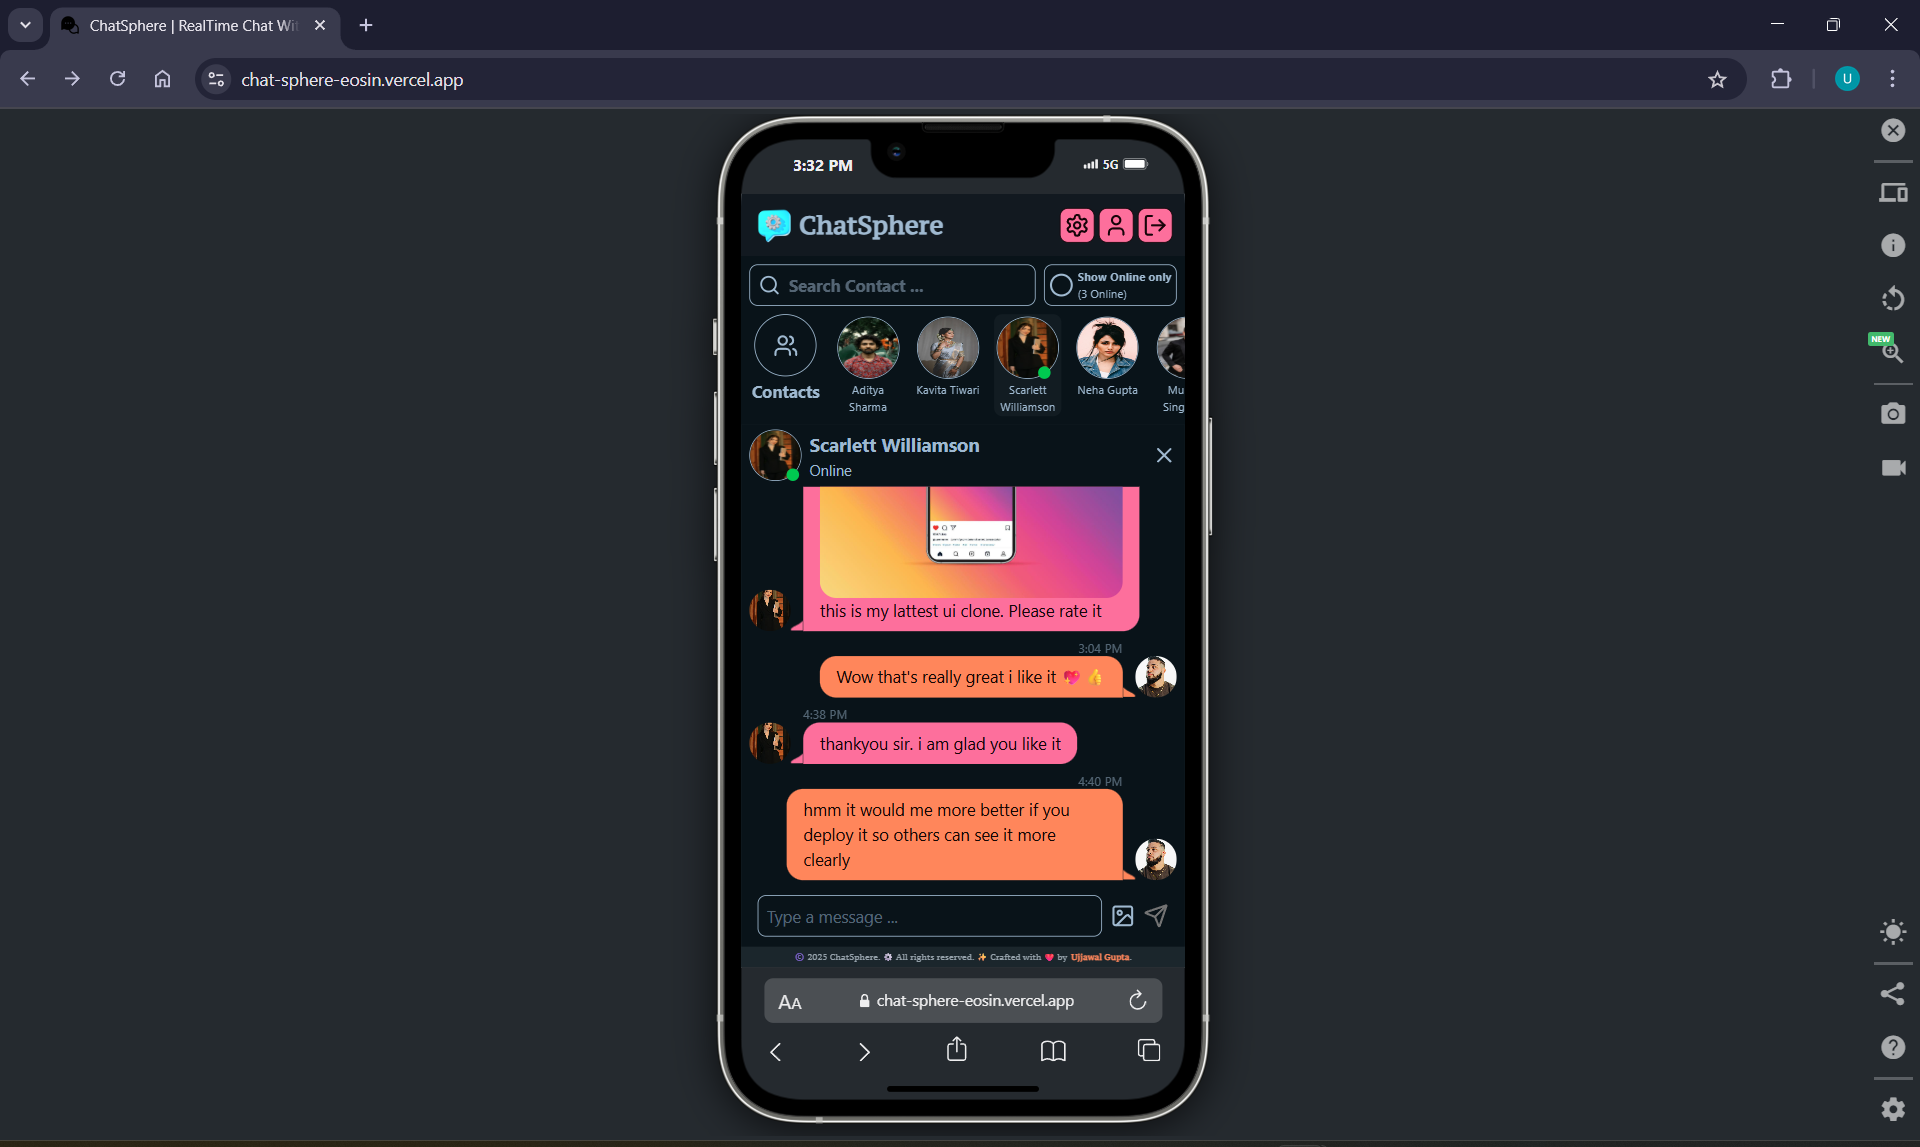 ChatSphere | RealTime Chat Wi
chat-sphere-eosin.vercel.app
U
NEW
3:32 PM
5G
ChatSphere
Search Contact ...
Show Online only
(3 Online)
Contacts
Aditya
Sharma
Kavita Tiwari
Scarlett
Williamson
Neha Gupta
Mu
Sing
Scarlett Williamson
Online
this is my lattest ui clone. Please rate it
3:04 PM
Wow that's really great i like it 💖 👍
4:38 PM
thankyou sir. i am glad you like it
4:40 PM
hmm it would me more better if you
deploy it so others can see it more
clearly
Type a message ...
© 2025 ChatSphere. ⚙ All rights reserved. ✨ Crafted with ❤ by Ujjawal Gupta.
AA
chat-sphere-eosin.vercel.app